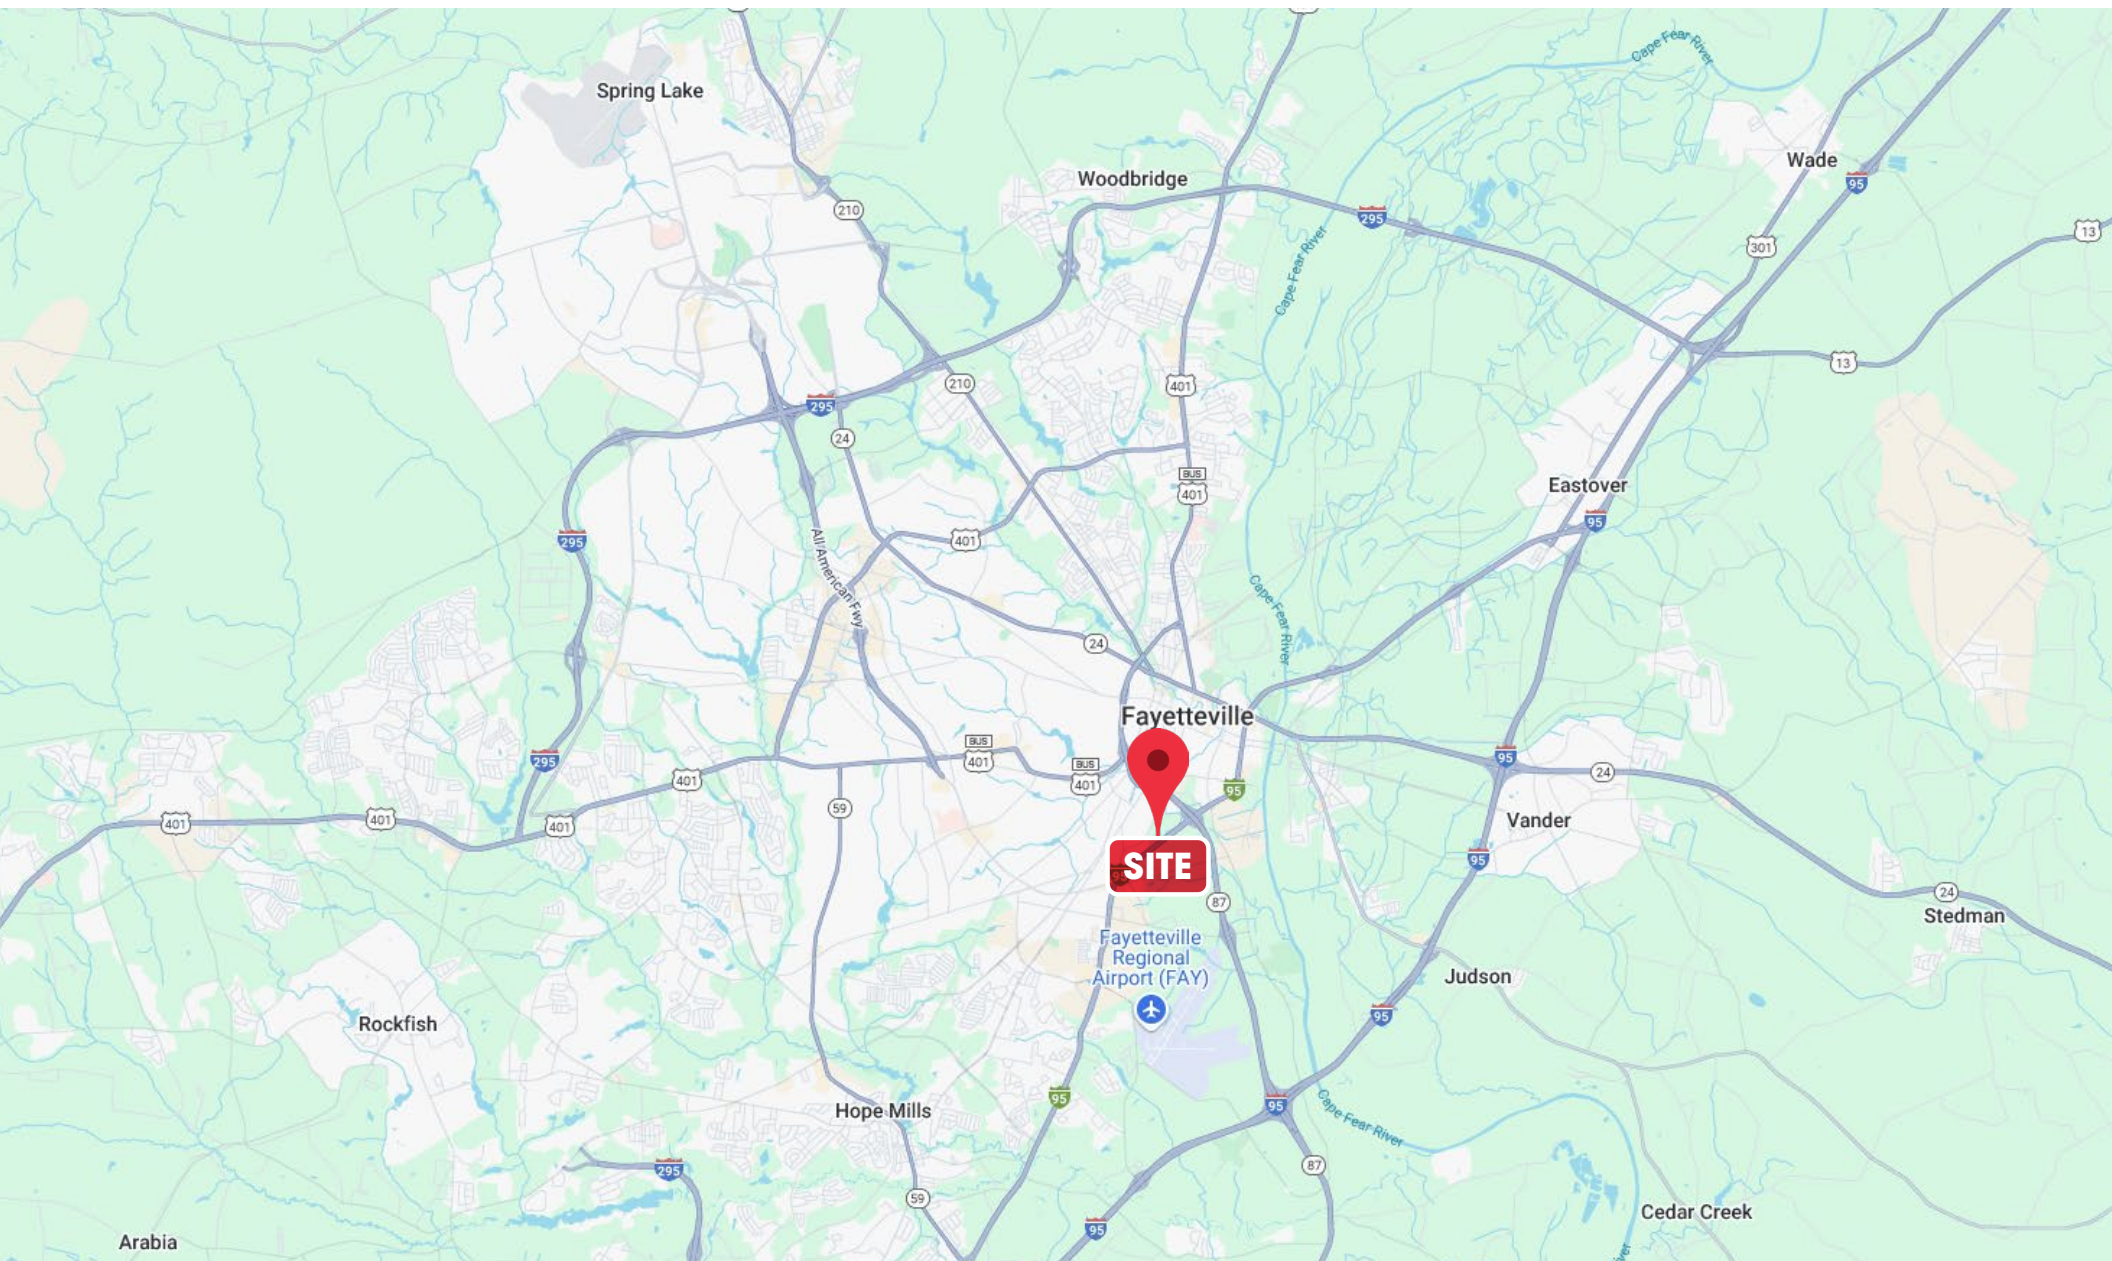 Spring Lake
Cape Fear River
Wade
95
Woodbridge
210
295
13
301
Cape Fear River
13
210
401
295
24
BUS
401
Eastover
95
401
295
All American Fwy
Cape Fear River
24
Fayetteville
BUS
401
BUS
401
95
24
295
401
95
59
401
401
401
Vander
95
SITE
95
87
24
Stedman
Fayetteville
Regional
Airport (FAY)
Judson
95
Rockfish
95
95
Hope Mills
Cape Fear River
295
87
59
95
Cedar Creek
Arabia